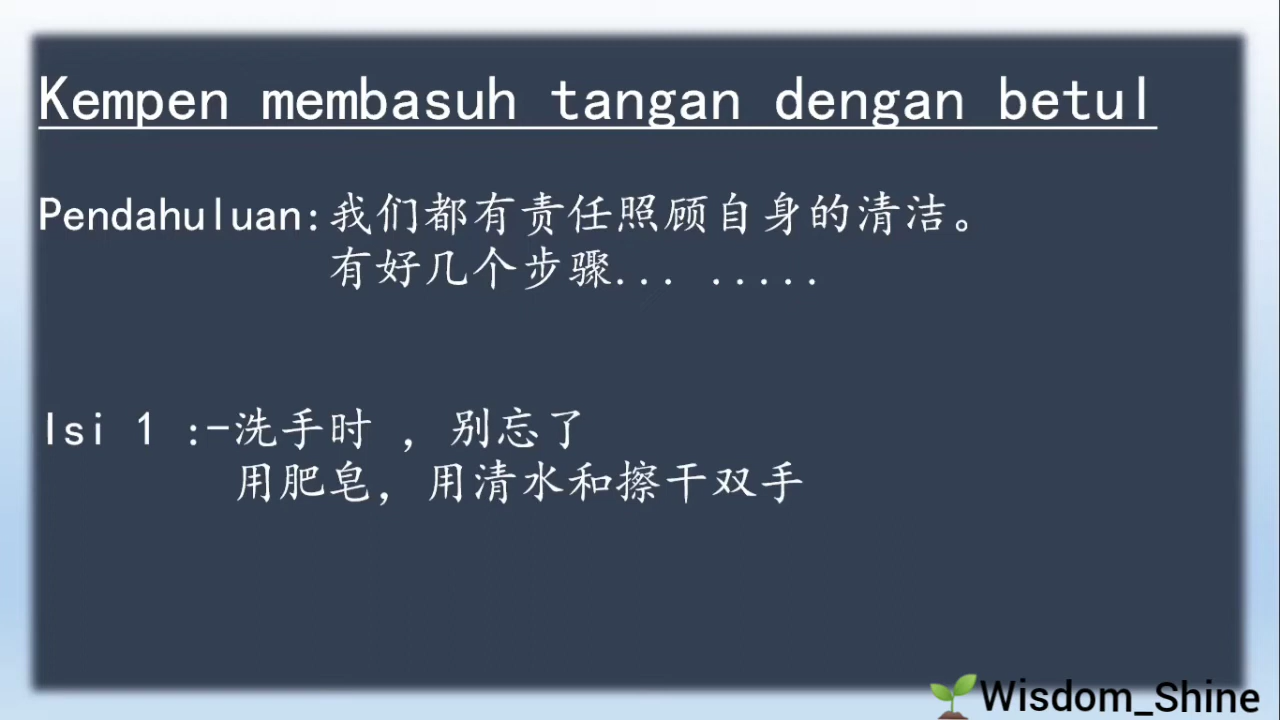 Kempen membasuh tangan dengan betul
Pendahuluan:我们都有责任照顾自身的清洁。
有好几个步骤... .....
Isi 1 :-洗手时 ，别忘了
用肥皂，用清水和擦干双手
Wisdom_Shine